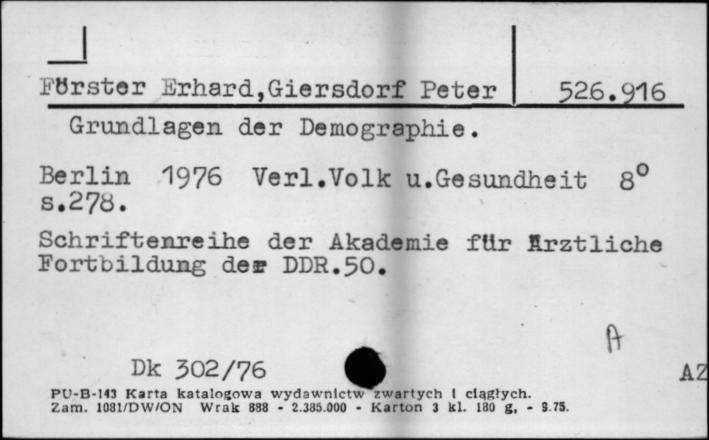 Förster Erhard,Giersdorf Peter 526.916
Grundlagen der Demographie.
Berlin 1976 Verl.Volk u.Gesundheit 8°
s.278.
Schriftenreihe der Akademie für Ärztliche
Fortbildung der DDR.50.
A
Dk 302/76
AZ
PU-B-143 Karta katalogowa wydawnictw zwartych i ciągłych.
Zam. 1081/DW/ON Wrak 888 - 2.385.000 - Karton 3 kl. 180 g, - 9.75.